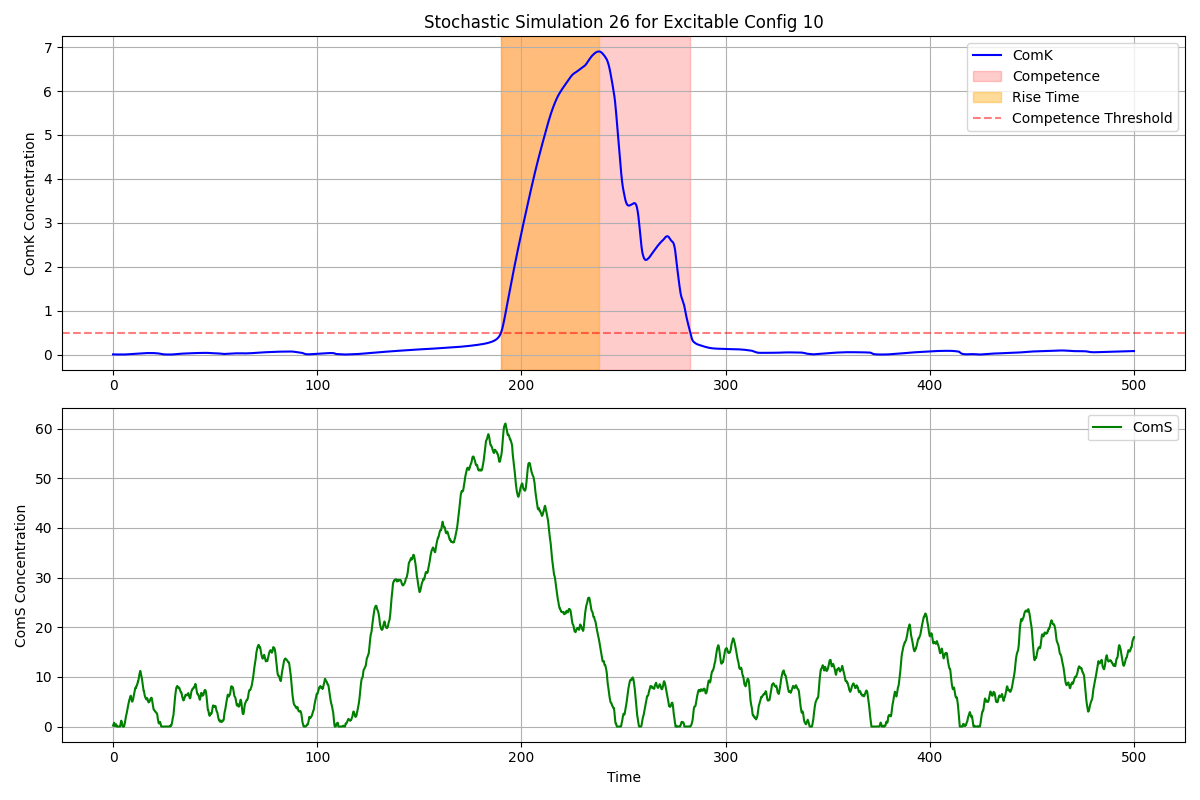 Stochastic Simulation 26 for Excitable Config 10
ComK Concentration
7
6
5
4
3
2
1
0
ComK
Competence
Rise Time
Competence Threshold
0 100 200 300 400 500
ComS Concentration
60
50
40
30
20
10
0
ComS
0 100 200 300 400 500
Time